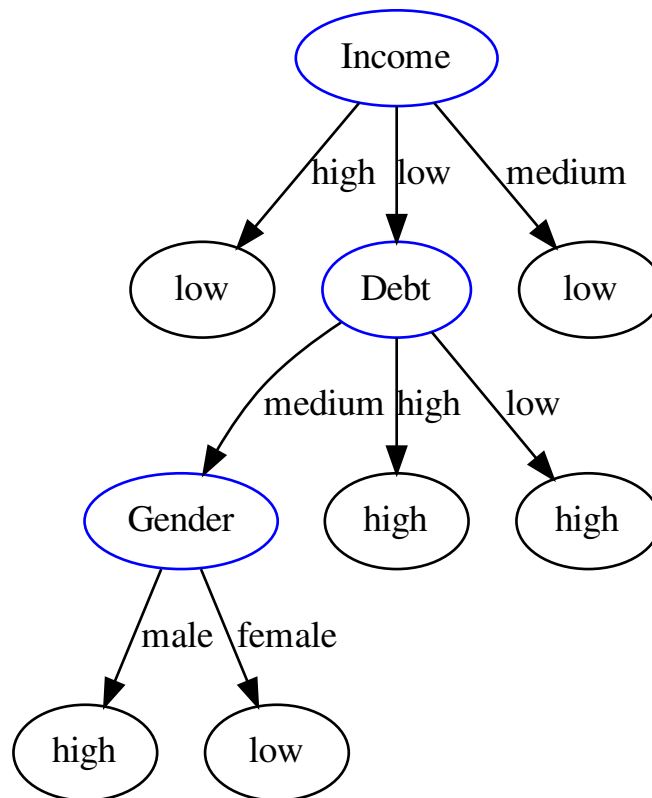 Income
high low medium
low Debt low
medium high low
Gender high high
male female
high low